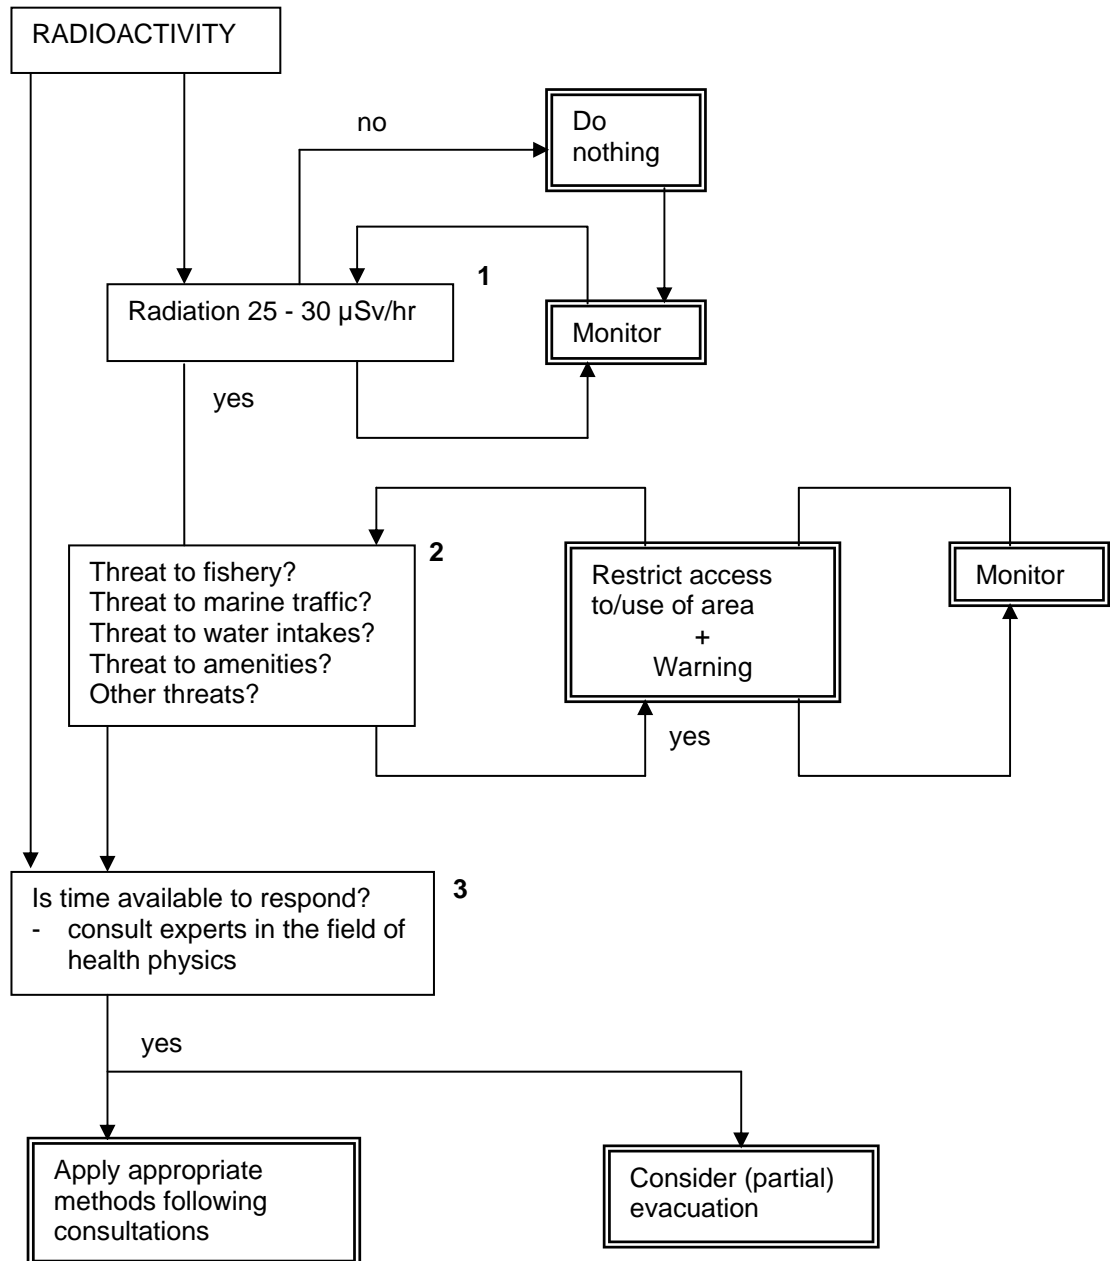 RADIOACTIVITY
no
Do
nothing
1
Radiation 25 - 30 µSv/hr
Monitor
yes
2
Threat to fishery?
Threat to marine traffic?
Threat to water intakes?
Threat to amenities?
Other threats?
Restrict access
to/use of area
+
Warning
Monitor
yes
3
Is time available to respond?
- consult experts in the field of
health physics
yes
Apply appropriate
methods following
consultations
Consider (partial)
evacuation